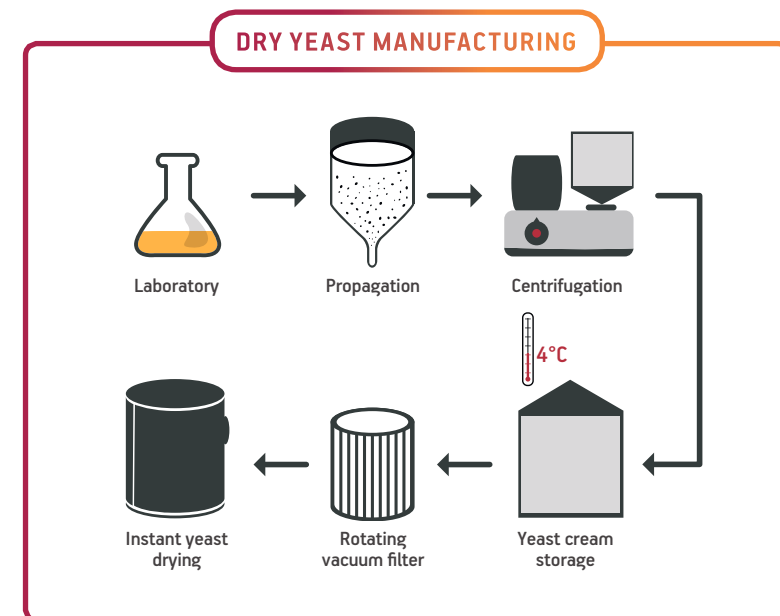 DRY YEAST MANUFACTURING
Laboratory
Propagation
Centrifugation
4°C
Instant yeast
drying
Rotating
vacuum filter
Yeast cream
storage